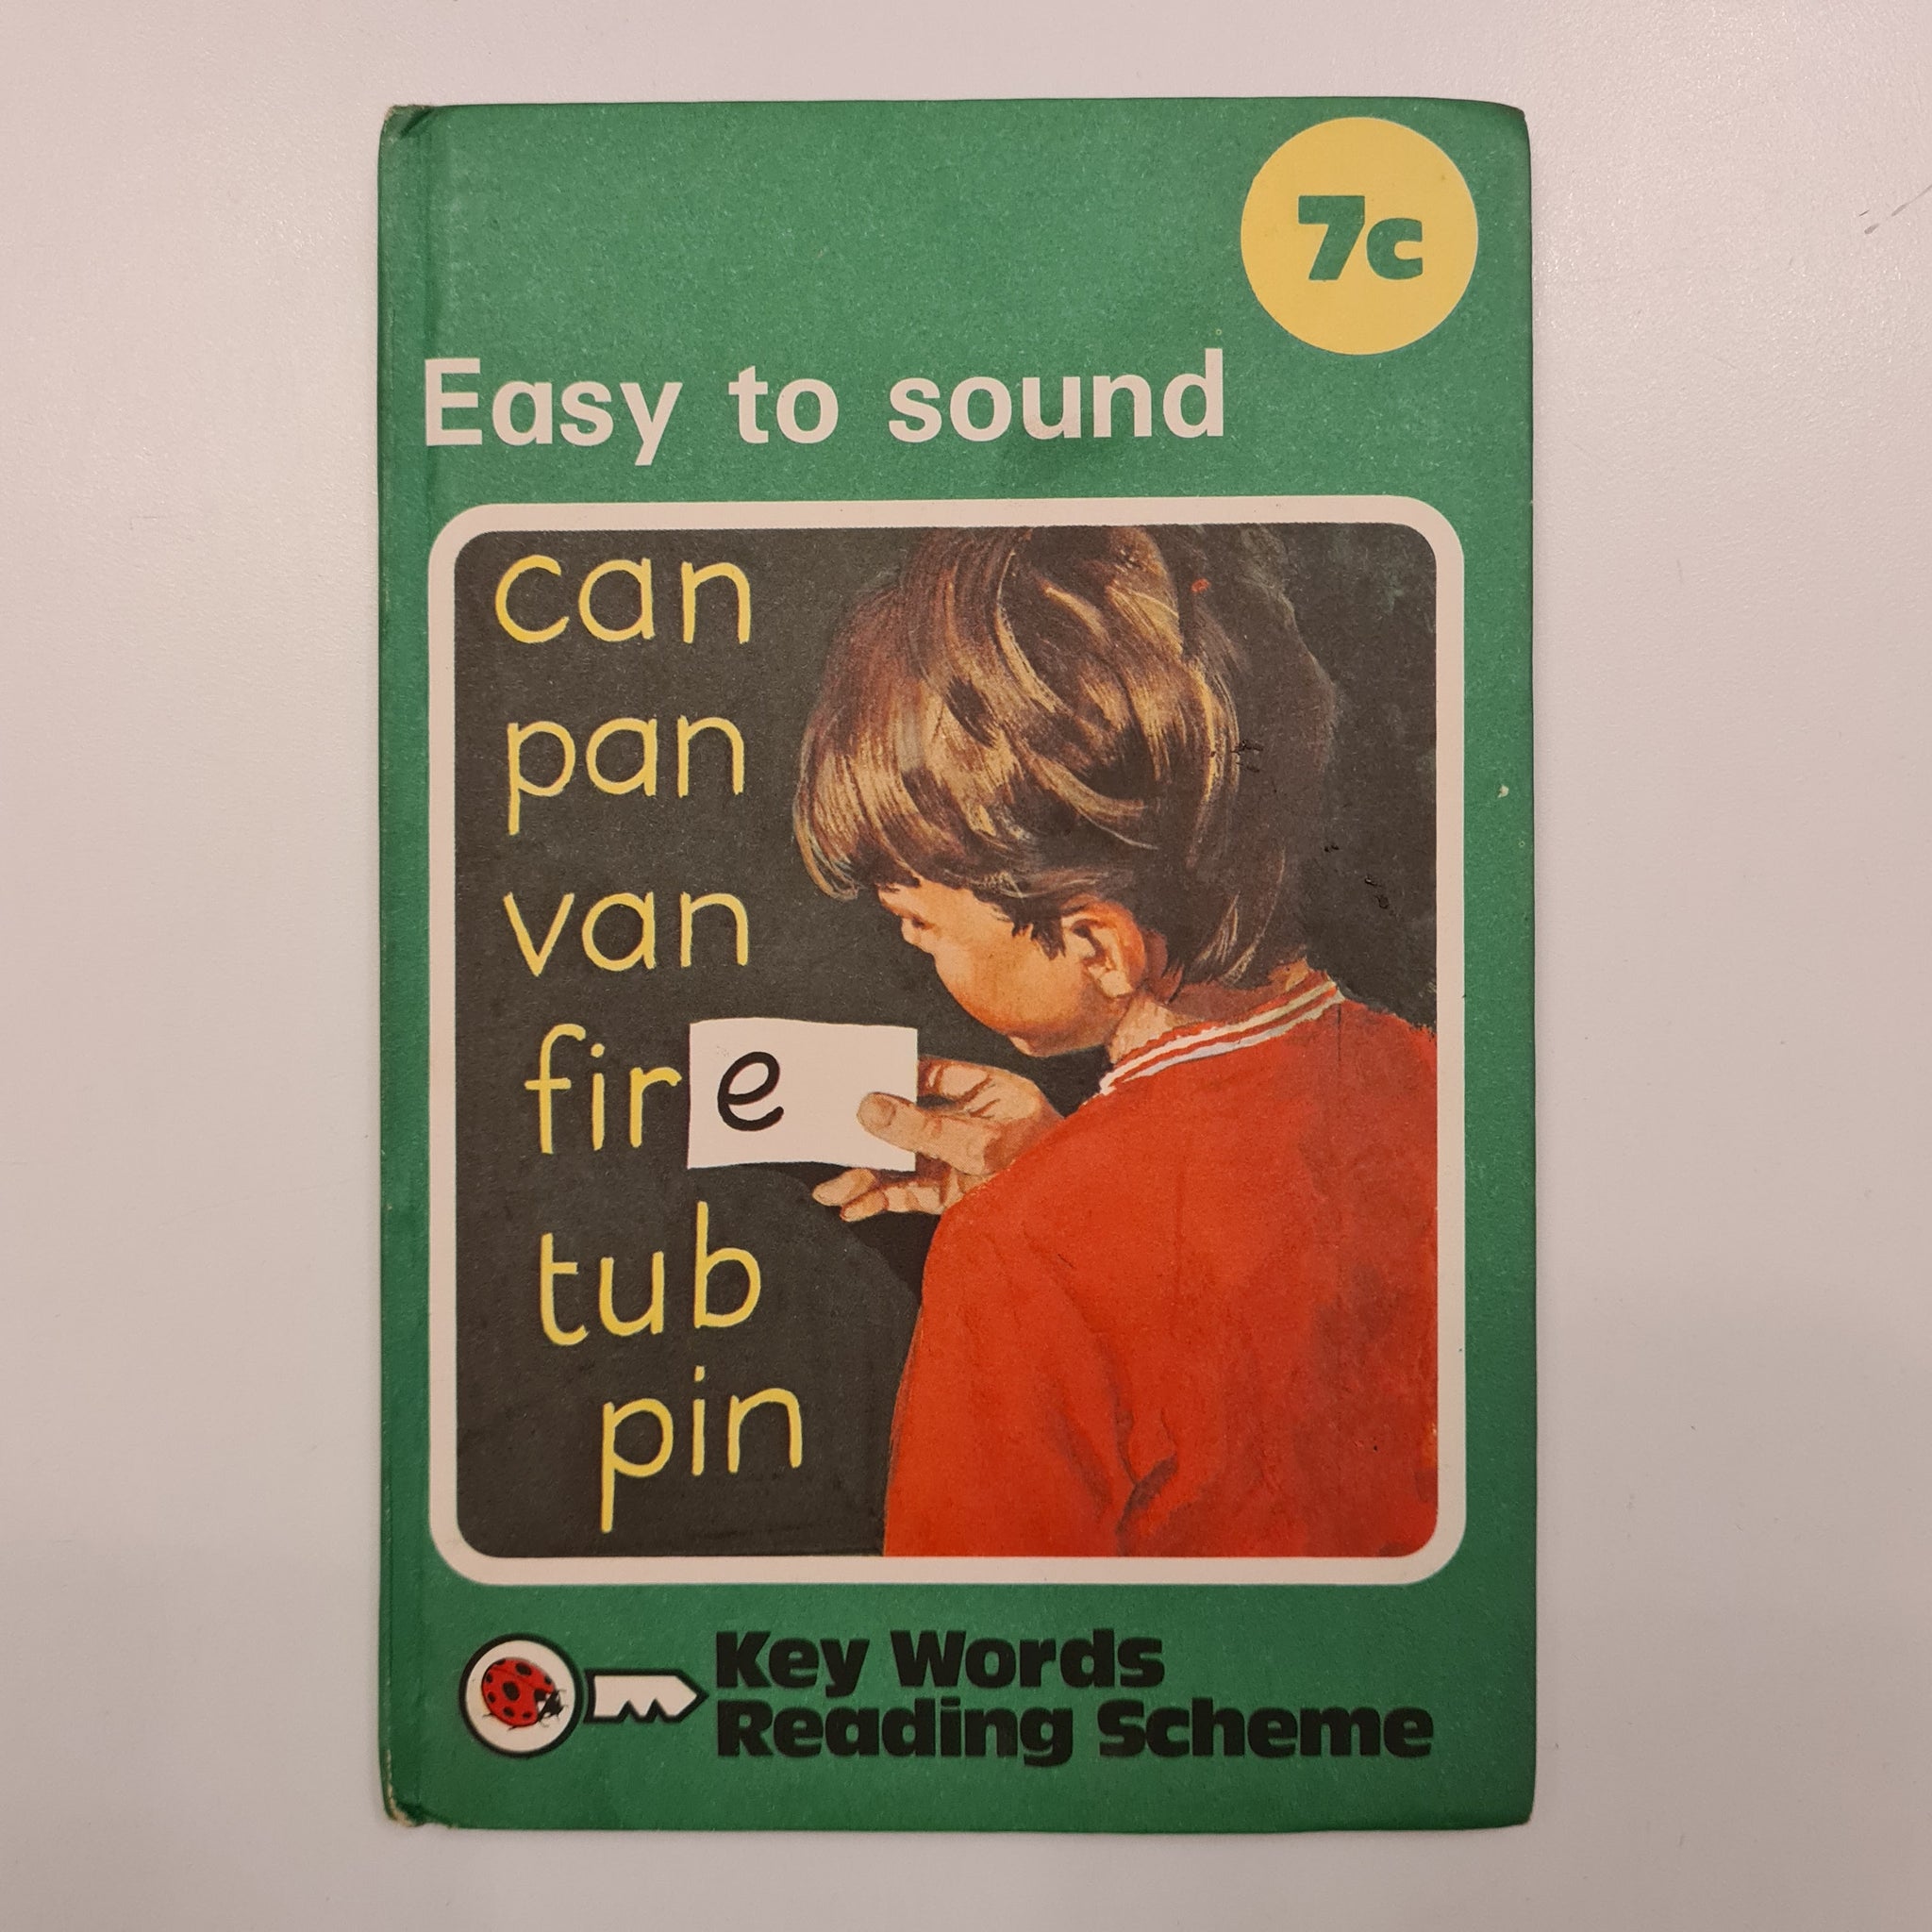 7c
Easy to sound
can
pan
van
fire
tub
pin
Key Words
Reading Scheme